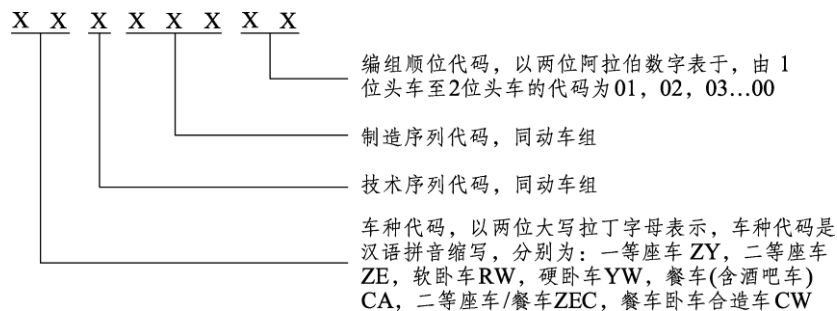 X X X X X X X X
编组顺位代码，以两位阿拉伯数字表于，由 1
位头车至2位头车的代码为01，02，03…00
制造序列代码，同动车组
技术序列代码，同动车组
车种代码，以两位大写拉丁字母表示，车种代码是
汉语拼音缩写，分别为：一等座车 ZY，二等座车
ZE，软卧车RW，硬卧车YW，餐车(含酒吧车)
CA，二等座车/餐车ZEC，餐车卧车合造车CW